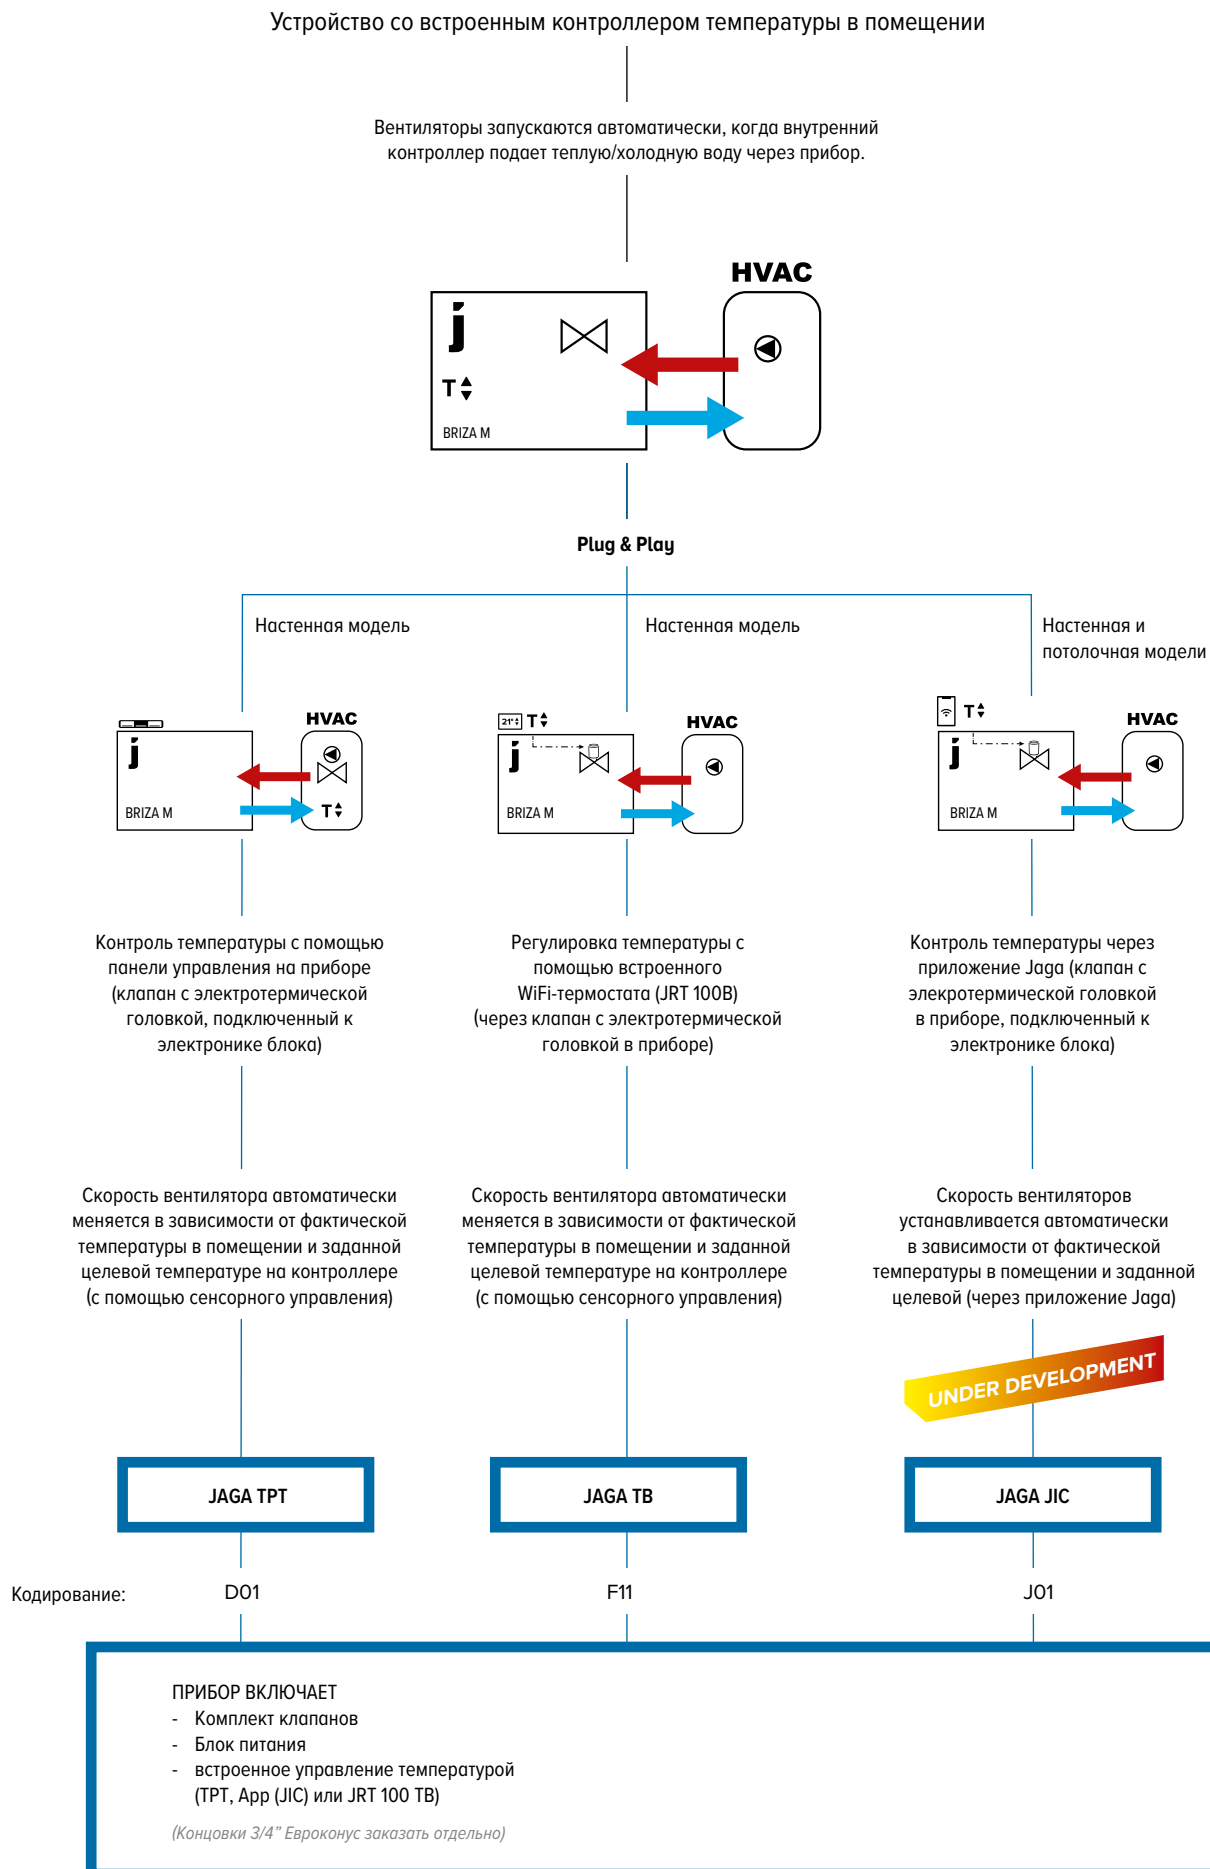 Устройство со встроенным контроллером температуры в помещении
Вентиляторы запускаются автоматически, когда внутренний
контроллер подает теплую/холодную воду через прибор.
HVAC
j
T
BRIZA M
Plug & Play
Настенная модель
Настенная модель
Настенная и
потолочная модели
HVAC
j
BRIZA M
T
21°
T
HVAC
j
BRIZA M
T
HVAC
j
BRIZA M
Контроль температуры с помощью
панели управления на приборе
(клапан с электротермической
головкой, подключенный к
электронике блока)
Регулировка температуры с
помощью встроенного
WiFi-термостата (JRT 100B)
(через клапан с электротермической
головкой в приборе)
Контроль температуры через
приложение Jaga (клапан с
элекротермической головкой
в приборе, подключенный к
электронике блока)
Скорость вентилятора автоматически
меняется в зависимости от фактической
температуры в помещении и заданной
целевой температуре на контроллере
(с помощью сенсорного управления)
Скорость вентилятора автоматически
меняется в зависимости от фактической
температуры в помещении и заданной
целевой температуре на контроллере
(с помощью сенсорного управления)
Скорость вентиляторов
устанавливается автоматически
в зависимости от фактической
температуры в помещении и заданной
целевой (через приложение Jaga)
UNDER DEVELOPMENT
JAGA TPT
JAGA TB
JAGA JIC
Кодирование:
D01
F11
J01
ПРИБОР ВКЛЮЧАЕТ
- Комплект клапанов
- Блок питания
- встроенное управление температурой
(TPT, App (JIC) или JRT 100 TB)
(Концовки 3/4” Евроконус заказать отдельно)